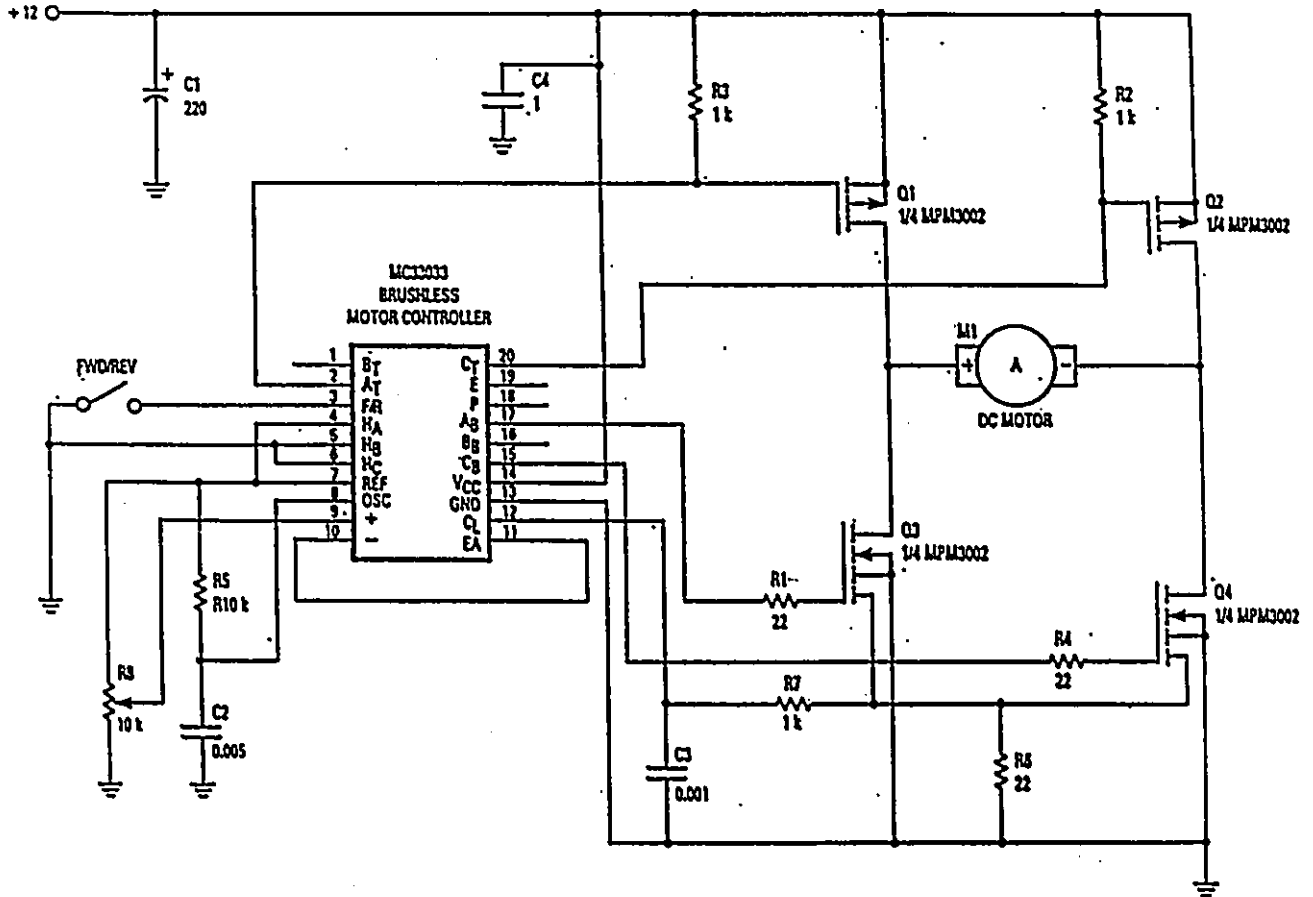 +12
C1
220
C4
1
R3
1 k
R2
1 k
Q1
1/4 MPM3002
Q2
1/4 MPM3002
MC33033
BRUSHLESS
MOTOR CONTROLLER
FWD/REV
1 BT
2 AT
3 F/R
4 HA
5 HB
6 HC
7 REF
8 OSC
9 +
10 −
CT 20
E 19
F 18
AB 17
BB 16
CB 15
VCC 14
GND 13
CL 12
EA 11
M1
+ A -
DC MOTOR
Q3
1/4 MPM3002
Q4
1/4 MPM3002
R1
22
R4
22
R5
R10 k
R8
10 k
C2
0.005
R7
1 k
C3
0.001
R6
22